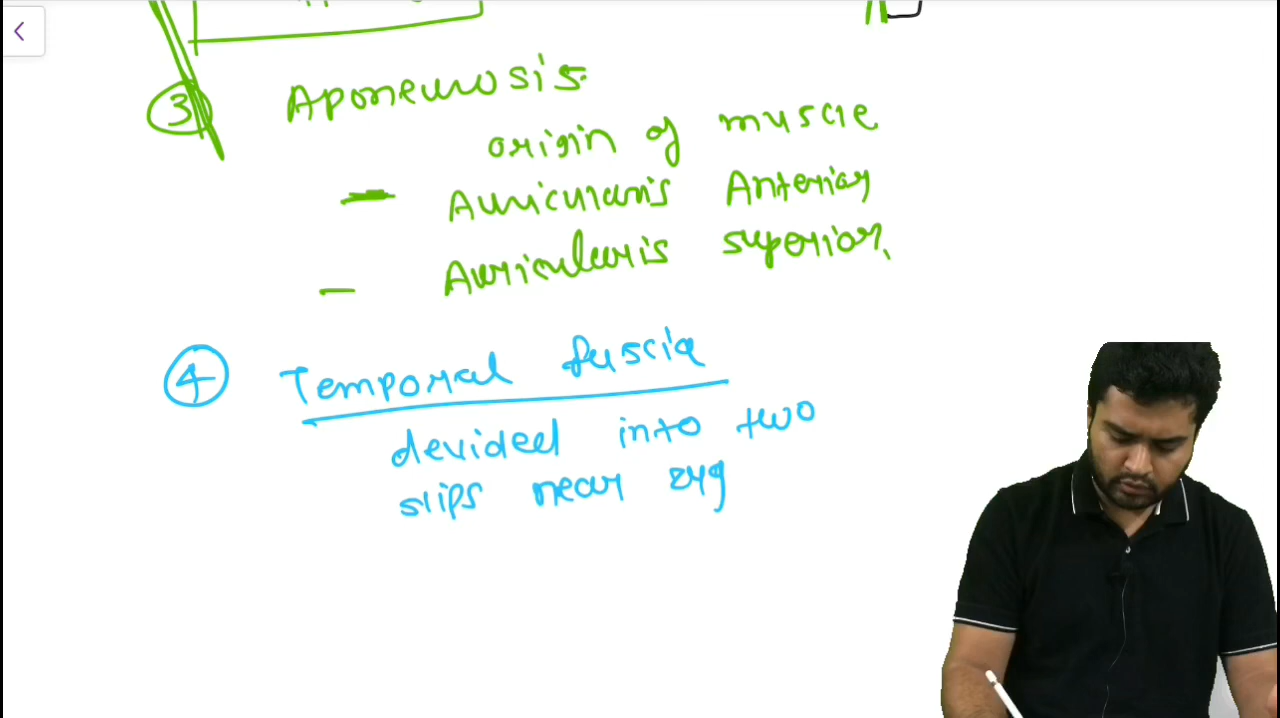 3 Aponeurosis
origin of muscle
- Auricularis Anterior
- Auricularis superior,
4 Temporal fascia
devided into two
slips near zyg